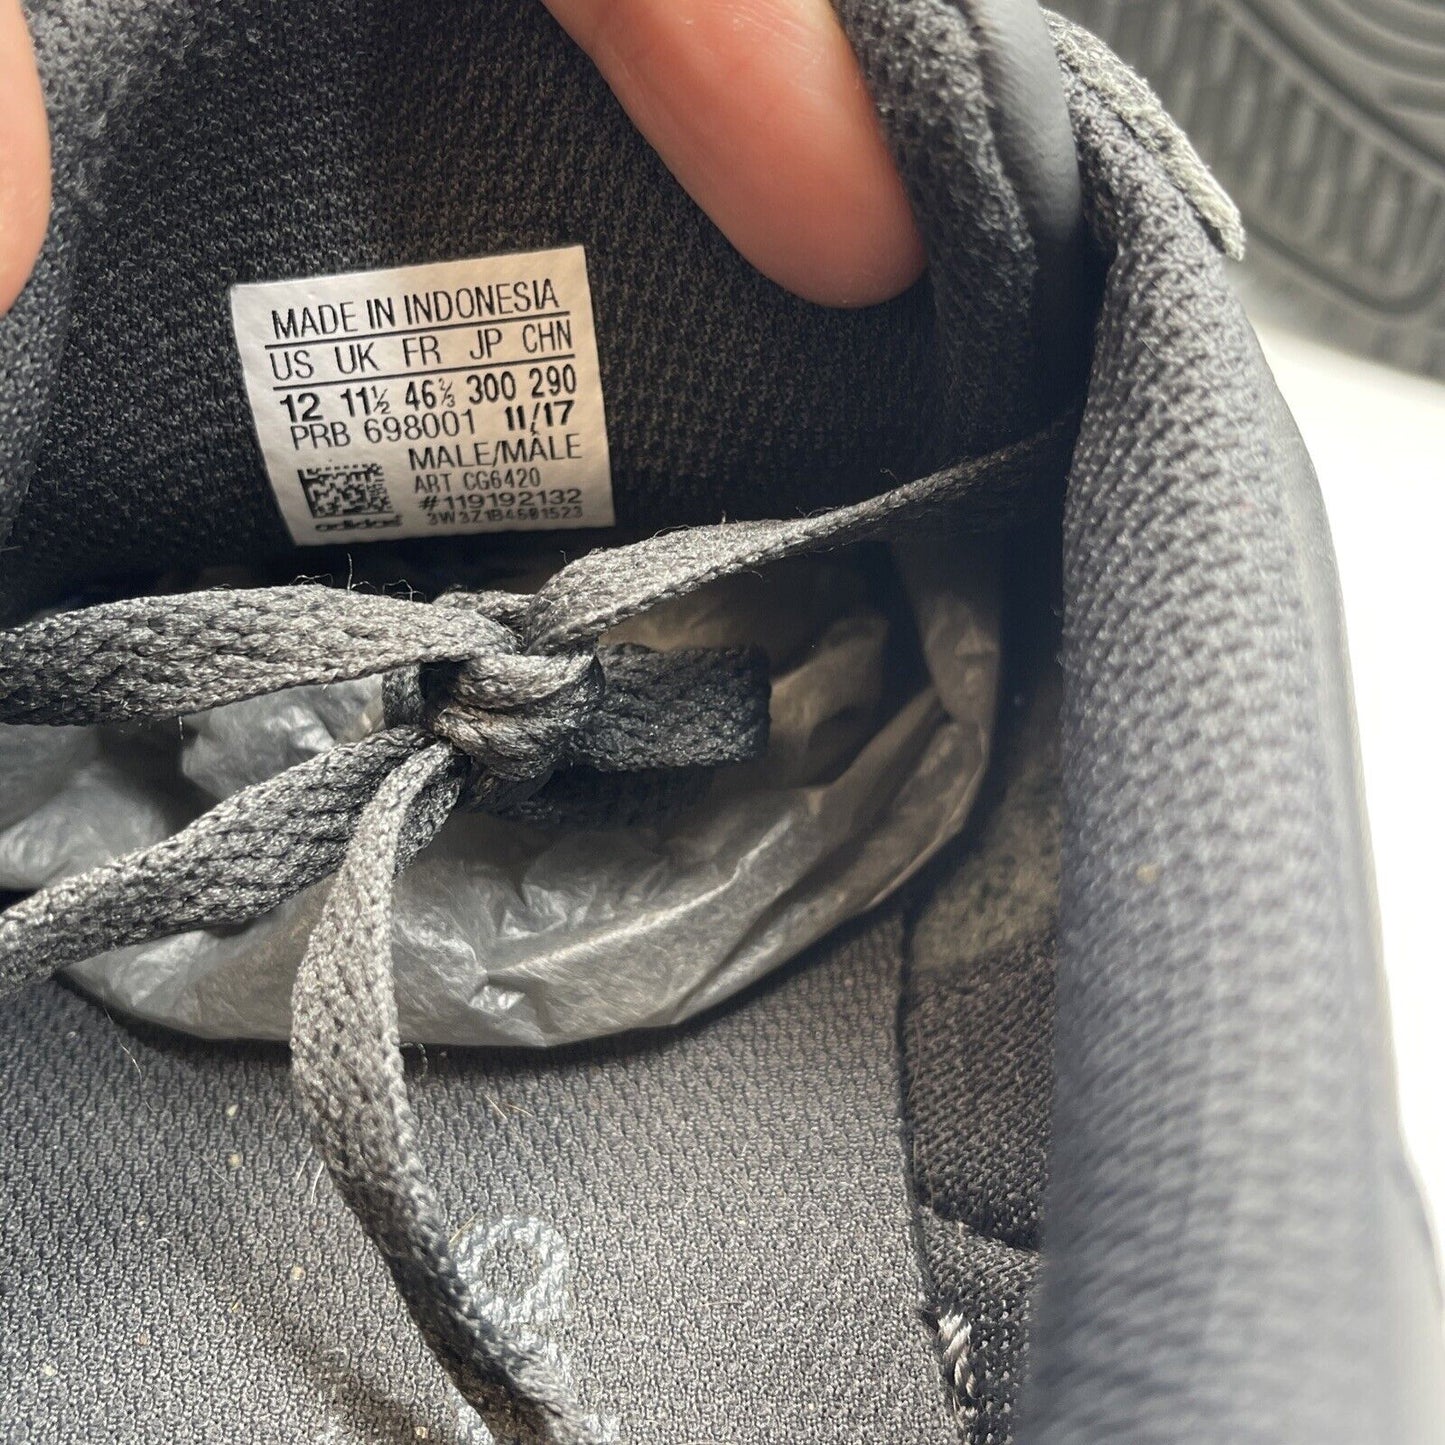 MADE IN INDONESIA
US UK FR JP CHN
12 11½ 46⅔ 300 290
PRB 698001 11/17
MALE/MÂLE
ART CG6420
#119192132
adidas 3W3Z1B4601523